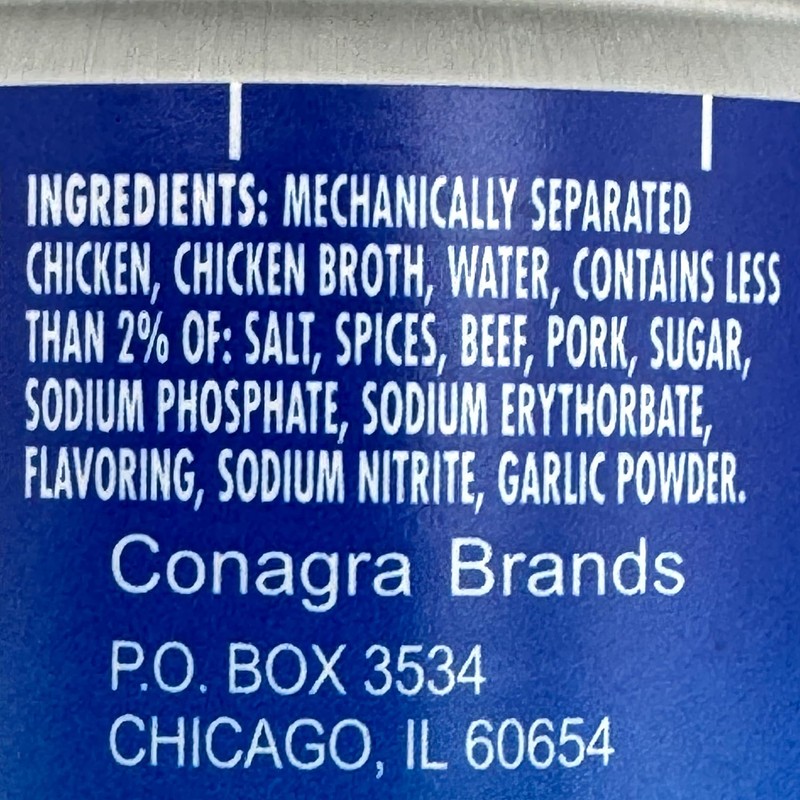 INGREDIENTS: MECHANICALLY SEPARATED
CHICKEN, CHICKEN BROTH, WATER, CONTAINS LESS
THAN 2% OF: SALT, SPICES, BEEF, PORK, SUGAR,
SODIUM PHOSPHATE, SODIUM ERYTHORBATE,
FLAVORING, SODIUM NITRITE, GARLIC POWDER.
Conagra Brands
P.O. BOX 3534
CHICAGO, IL 60654